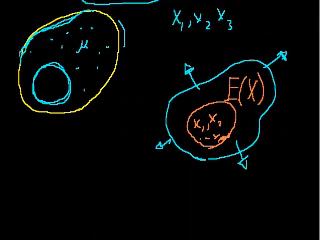 x₁, x₂ x₃
μ
E(X)
x₁, x₂